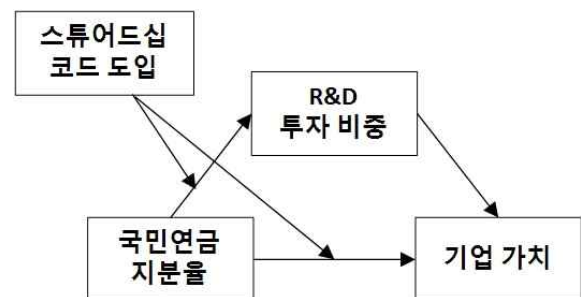 스튜어드십
코드 도입
R&D
투자 비중
국민연금
지분율
기업 가치